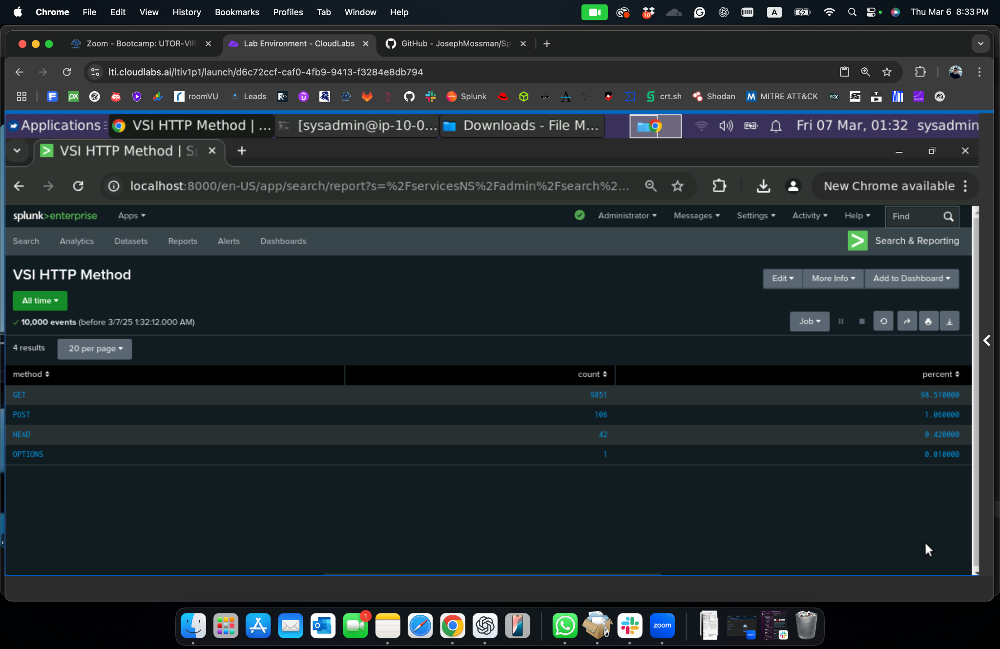 Chrome File Edit View History Bookmarks Profiles Tab Window Help 10 A Thu Mar 6 8:33 PM
Zoom - Bootcamp: UTOR-VIR Lab Environment - CloudLabs GitHub - JosephMossman/Sp
lti.cloudlabs.ai/ltiv1p1/launch/d6c72ccf-caf0-4fb9-9413-f3284e8db794
roomVU Leads Splunk crt.sh Shodan MITRE ATT&CK edX
Applications VSI HTTP Method | ... [sysadmin@ip-10-0... Downloads - File M... Fri 07 Mar, 01:32 sysadmin
VSI HTTP Method | S
localhost:8000/en-US/app/search/report?s=%2FservicesNS%2Fadmin%2Fsearch%2... New Chrome available
splunk>enterprise Apps Administrator Messages Settings Activity Help Find
Search Analytics Datasets Reports Alerts Dashboards Search & Reporting
VSI HTTP Method
Edit More Info Add to Dashboard
All time
10,000 events (before 3/7/25 1:32:12.000 AM)
Job
4 results 20 per page
method count percent
GET 9851 98.510000
POST 106 1.060000
HEAD 42 0.420000
OPTIONS 1 0.010000
1
zoom